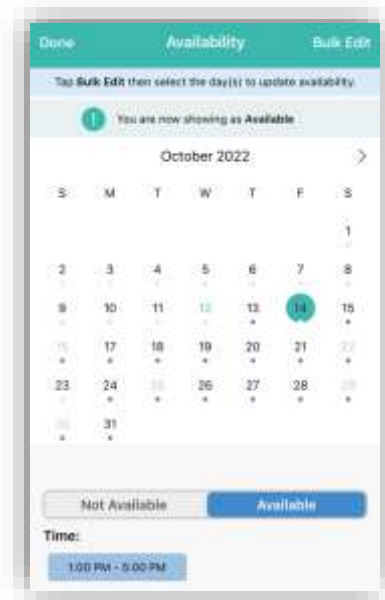 Done Availability Bulk Edit
Tap Bulk Edit then select the day(s) to update availability.
You are now showing as Available
October 2022 >
S M T W T F S
1
2 3 4 5 6 7 8
9 10 11 12 13 14 15
16 17 18 19 20 21 22
23 24 25 26 27 28 29
30 31
Not Available Available
Time:
1:00 PM - 5:00 PM